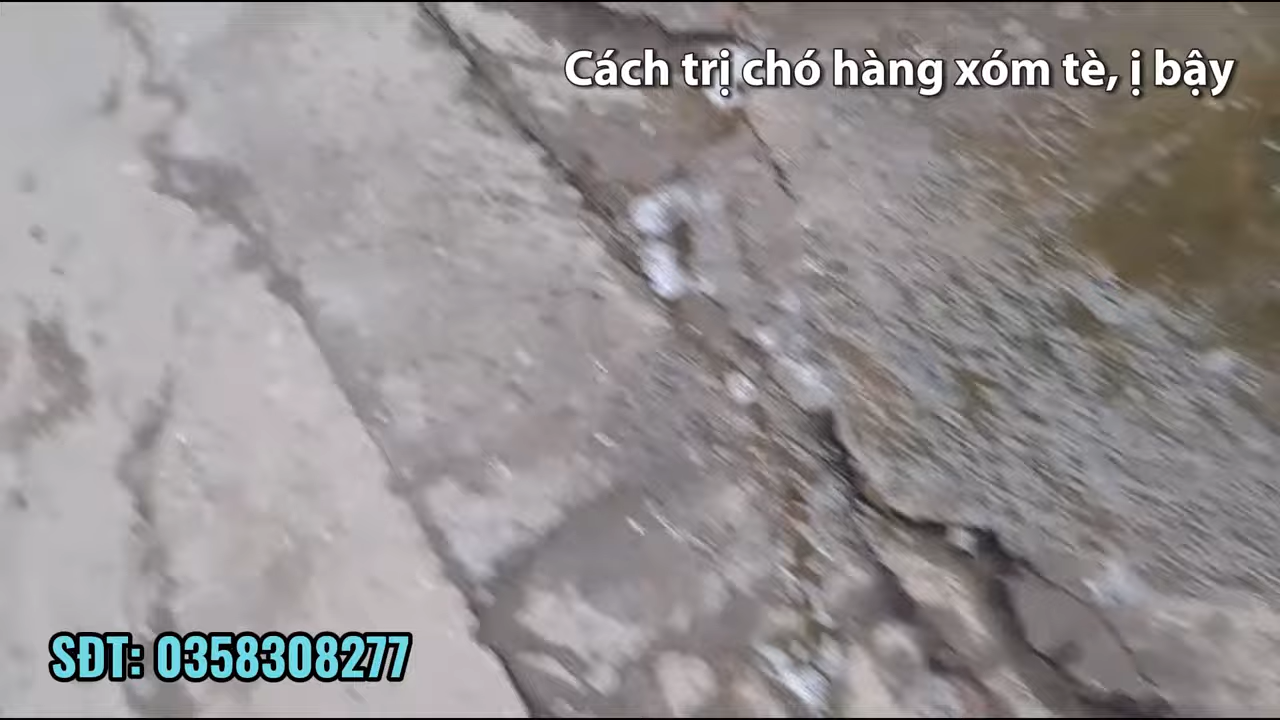 Cách trị chó hàng xóm tè, ị bậy
SĐT: 0358308277